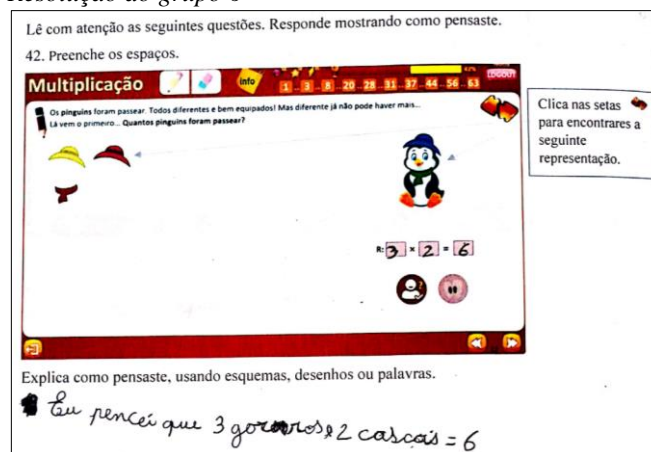 Lê com atenção as seguintes questões. Responde mostrando como pensaste.
42. Preenche os espaços.
Multiplicação
info
1 3 8 20 28 31 37 44 56 63
LOGOUT
Os pinguins foram passear. Todos diferentes e bem equipados! Mas diferente já não pode haver mais...
Lá vem o primeiro... Quantos pinguins foram passear?
R: 3 × 2 = 6
Clica nas setas
para encontrares a
seguinte
representação.
Explica como pensaste, usando esquemas, desenhos ou palavras.
Eu pencei que 3 gorros e 2 cascois = 6